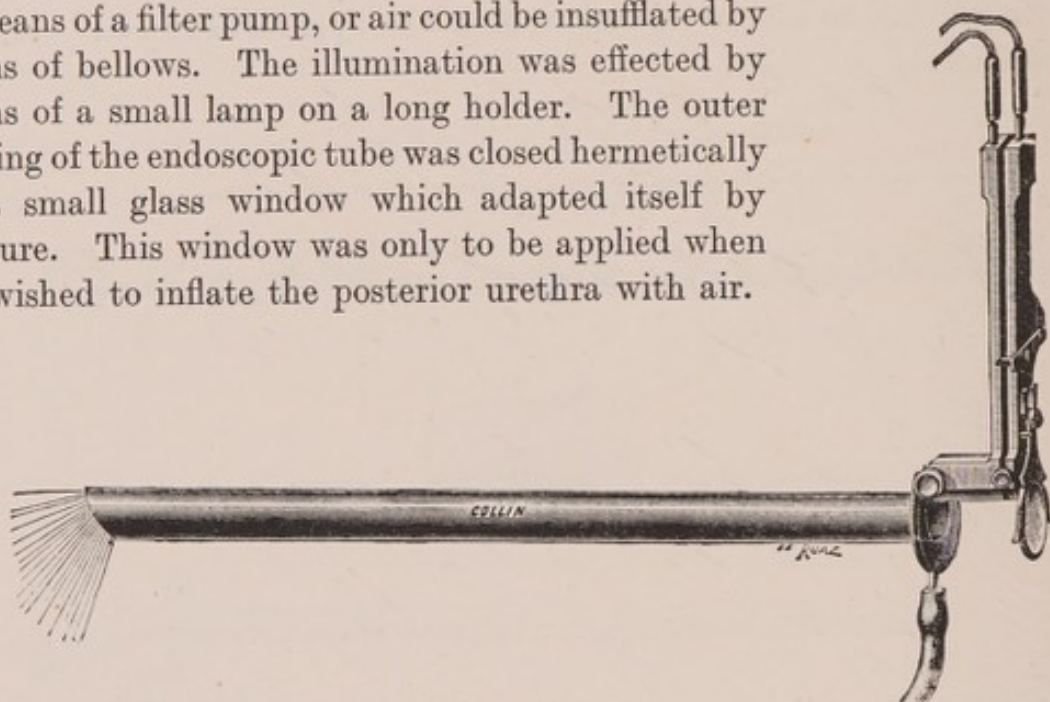 eans of a filter pump, or air could be insufflated by
s of bellows. The illumination was effected by
s of a small lamp on a long holder. The outer
ing of the endoscopic tube was closed hermetically
small glass window which adapted itself by
ure. This window was only to be applied when
wished to inflate the posterior urethra with air.
COLLIN